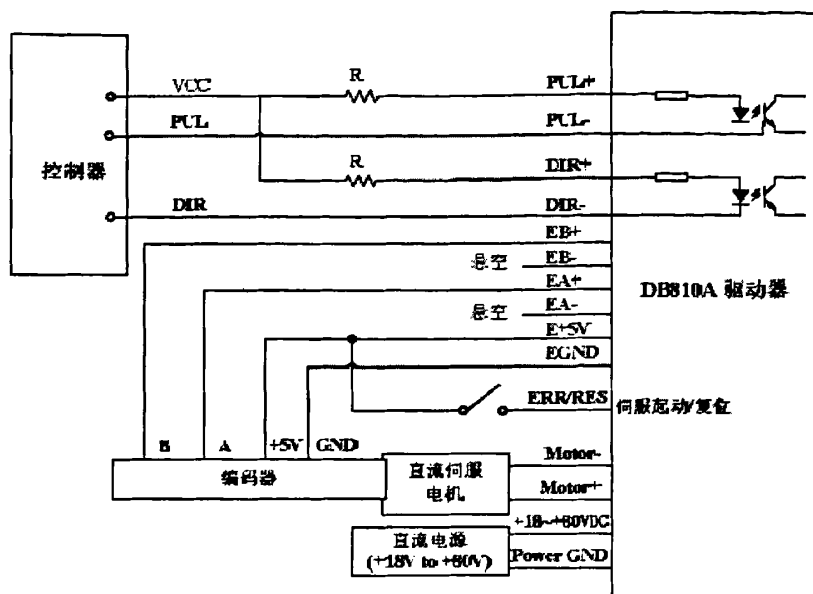 VCC
R
PUL+
PUL
PUL-
控制器
R
DIR+
DIR
DIR-
EB+
悬空
EB-
EA+
悬空
EA-
DB810A 驱动器
E+5V
EGND
ERR/RES
伺服起动/复位
B
A
+5V
GND
编码器
直流伺服
电机
Motor-
Motor+
+18~+80VDC
直流电源
(+18V to +80V)
Power GND